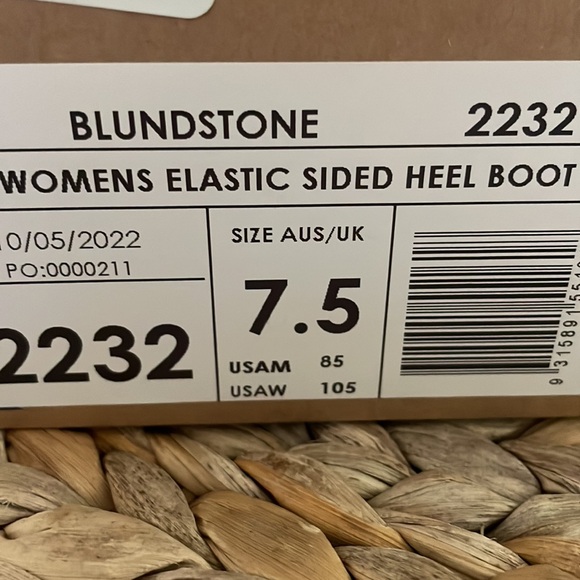 BLUNDSTONE 2232
WOMENS ELASTIC SIDED HEEL BOOT
10/05/2022
PO:0000211
2232
SIZE AUS/UK
7.5
USAM 85
USAW 105